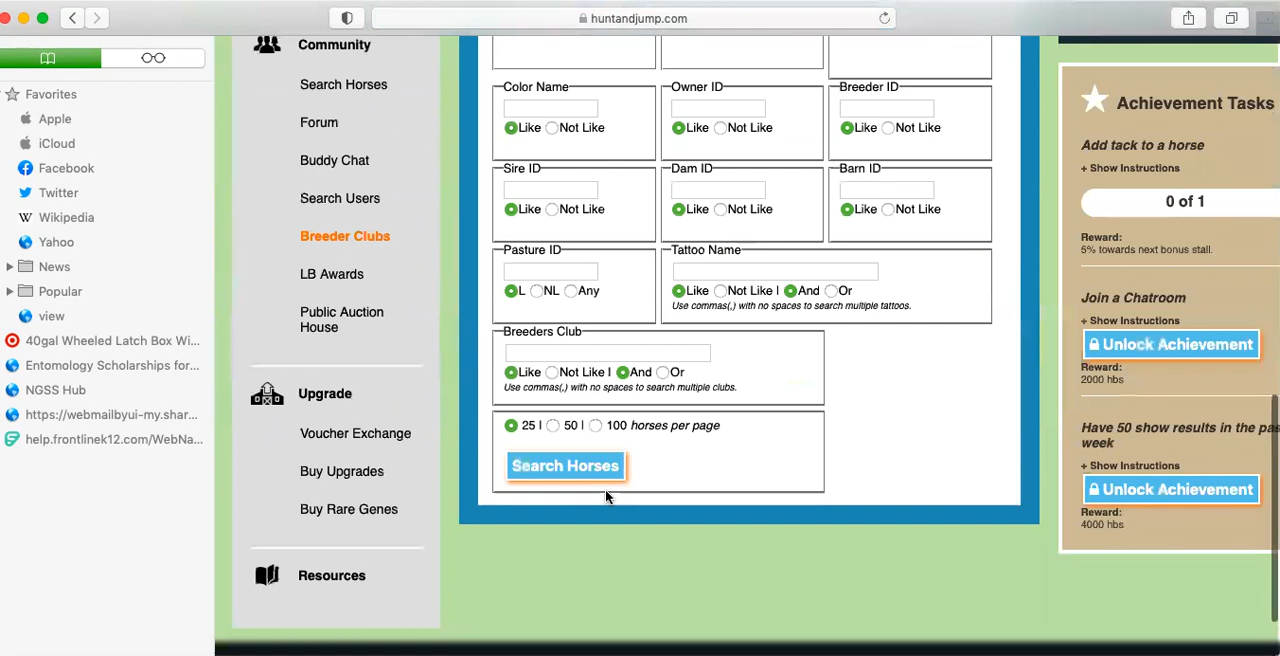 huntandjump.com
Favorites
Apple
iCloud
Facebook
Twitter
Wikipedia
Yahoo
News
Popular
view
40gal Wheeled Latch Box Wi...
Entomology Scholarships for...
NGSS Hub
https://webmailbyui-my.shar...
help.frontlinek12.com/WebNa...
Community
Search Horses
Forum
Buddy Chat
Search Users
Breeder Clubs
LB Awards
Public Auction
House
Upgrade
Voucher Exchange
Buy Upgrades
Buy Rare Genes
Resources
Color Name Owner ID Breeder ID
Like Not Like Like Not Like Like Not Like
Sire ID Dam ID Barn ID
Like Not Like Like Not Like Like Not Like
Pasture ID Tattoo Name
L NL Any Like Not Like | And Or
Use commas(,) with no spaces to search multiple tattoos.
Breeders Club
Like Not Like | And Or
Use commas(,) with no spaces to search multiple clubs.
25 | 50 | 100 horses per page
Search Horses
Achievement Tasks
Add tack to a horse
+ Show Instructions
0 of 1
Reward:
5% towards next bonus stall.
Join a Chatroom
+ Show Instructions
Unlock Achievement
Reward:
2000 hbs
Have 50 show results in the pas
week
+ Show Instructions
Unlock Achievement
Reward:
4000 hbs